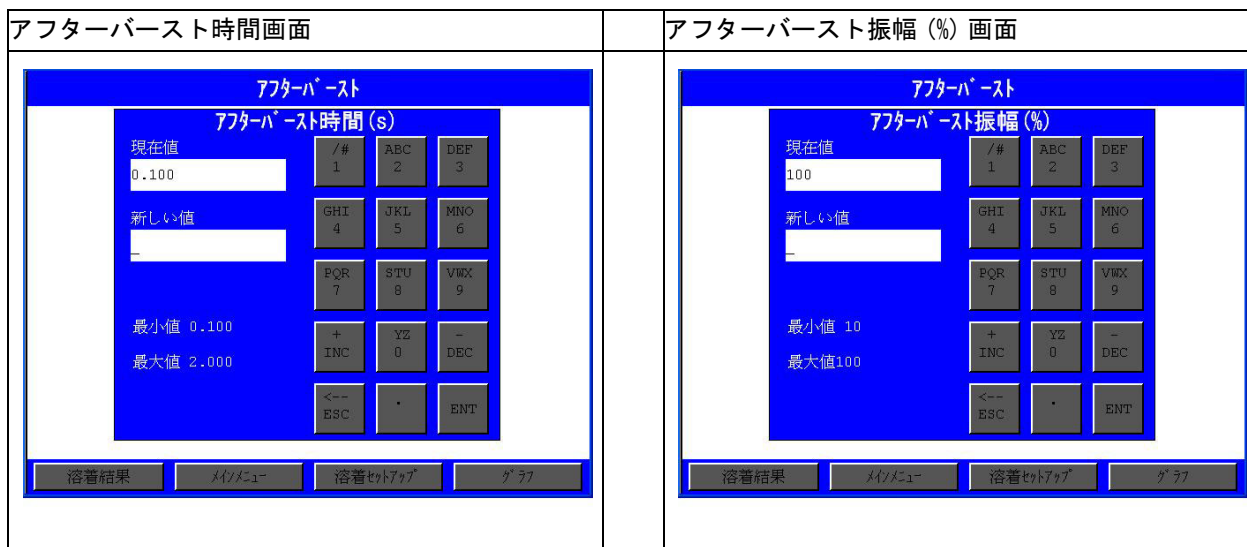 アフターバースト時間画面
アフターバースト振幅 (%) 画面
ｱﾌﾀｰﾊﾞｰｽﾄ
ｱﾌﾀｰﾊﾞｰｽﾄ時間(s)
現在値
0.100
新しい値
_
最小値 0.100
最大値 2.000
/#
1
ABC
2
DEF
3
GHI
4
JKL
5
MNO
6
PQR
7
STU
8
VWX
9
+
INC
YZ
0
-
DEC
<--
ESC
.
ENT
溶着結果
ﾒｲﾝﾒﾆｭｰ
溶着ｾｯﾄｱｯﾌﾟ
ｸﾞﾗﾌ
ｱﾌﾀｰﾊﾞｰｽﾄ
ｱﾌﾀｰﾊﾞｰｽﾄ振幅(%)
現在値
100
新しい値
_
最小値 10
最大値100
/#
1
ABC
2
DEF
3
GHI
4
JKL
5
MNO
6
PQR
7
STU
8
VWX
9
+
INC
YZ
0
-
DEC
<--
ESC
.
ENT
溶着結果
ﾒｲﾝﾒﾆｭｰ
溶着ｾｯﾄｱｯﾌﾟ
ｸﾞﾗﾌ